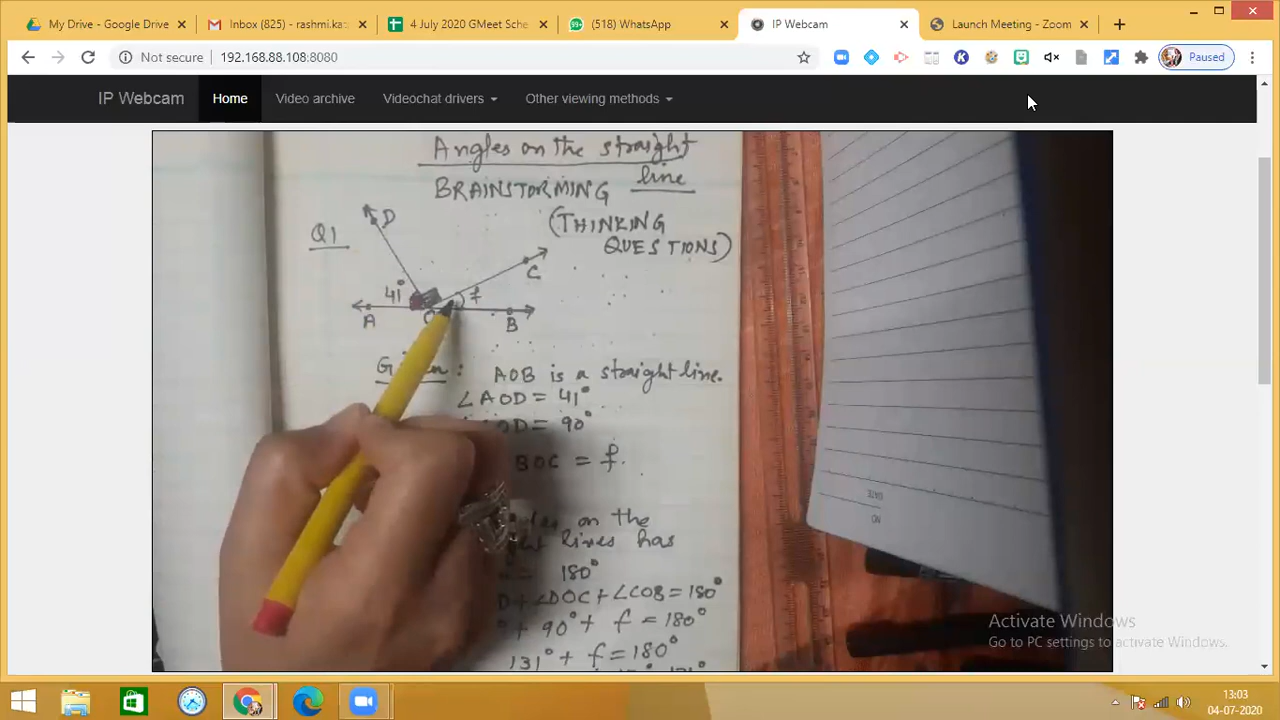 My Drive - Google Drive
Inbox (825) - rashmi.ka
4 July 2020 GMeet Sche
(518) WhatsApp
IP Webcam
Launch Meeting - Zoom
Not secure
192.168.88.108:8080
Paused
IP Webcam
Home
Video archive
Videochat drivers
Other viewing methods
Angles on the straight
line
BRAINSTORMING
(THINKING
QUESTIONS)
Q1
D
C
41°
f
A
B
: AOB is a straight line.
∠AOD = 41°
OD = 90°
BOC = f.
on the
lines has
= 180°
+ ∠DOC + ∠COB = 180°
+ 90° + f = 180°
131° + f = 180°
DATE
NO
Activate Windows
Go to PC settings to activate Windows.
13:03
04-07-2020